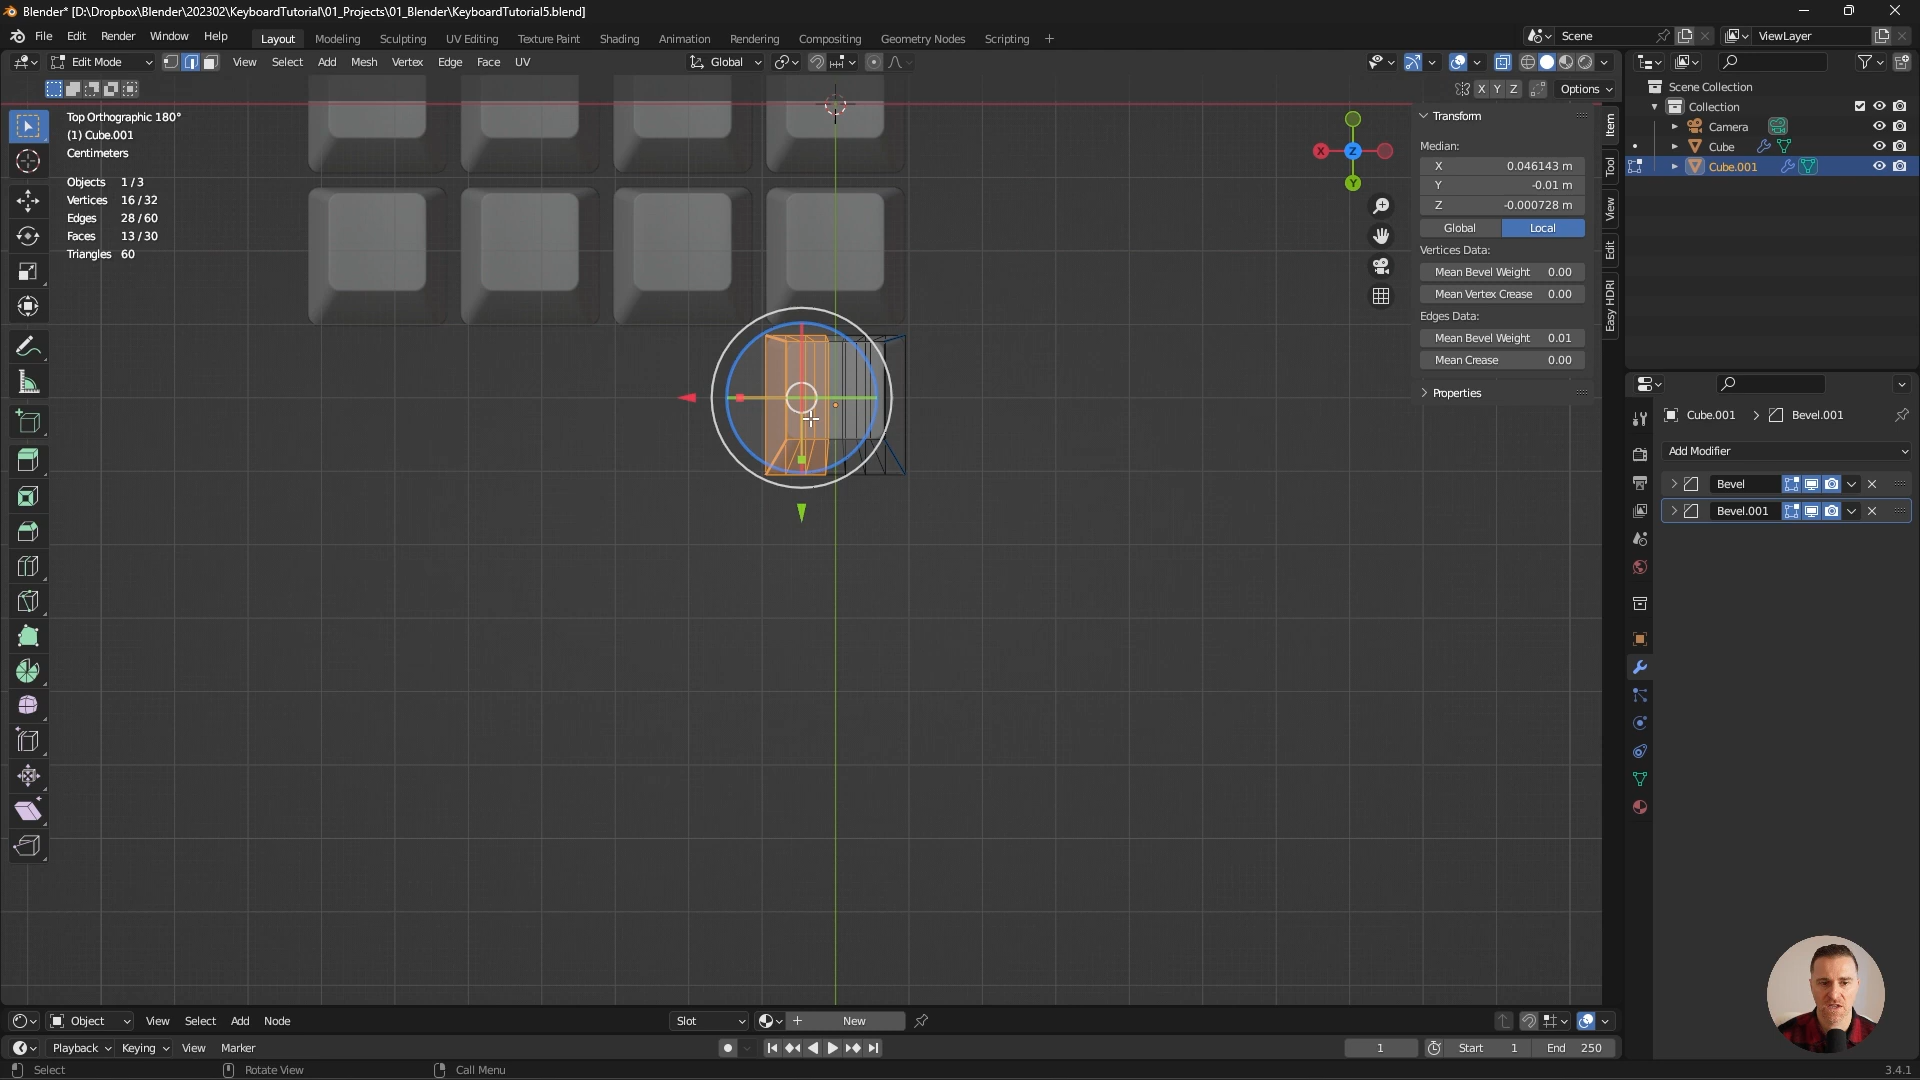 Blender* [D:\Dropbox\Blender\202302\KeyboardTutorial\01_Projects\01_Blender\KeyboardTutorial5.blend]
File Edit Render Window Help Layout Modeling Sculpting UV Editing Texture Paint Shading Animation Rendering Compositing Geometry Nodes Scripting + Scene ViewLayer
Edit Mode View Select Add Mesh Vertex Edge Face UV Global
X Y Z Options
Top Orthographic 180°
(1) Cube.001
Centimeters
Objects 1/3
Vertices 16/32
Edges 28/60
Faces 13/30
Triangles 60
X Z Y
Transform
Median:
X 0.046143 m
Y -0.01 m
Z -0.000728 m
Global Local
Vertices Data:
Mean Bevel Weight 0.00
Mean Vertex Crease 0.00
Edges Data:
Mean Bevel Weight 0.01
Mean Crease 0.00
Properties
Item
Tool
View
Edit
Easy HDRI
Scene Collection
Collection
Camera
Cube
Cube.001
Cube.001 > Bevel.001
Add Modifier
Bevel
Bevel.001
Object View Select Add Node Slot + New
Playback Keying View Marker 1 Start 1 End 250
Select Rotate View Call Menu 3.4.1